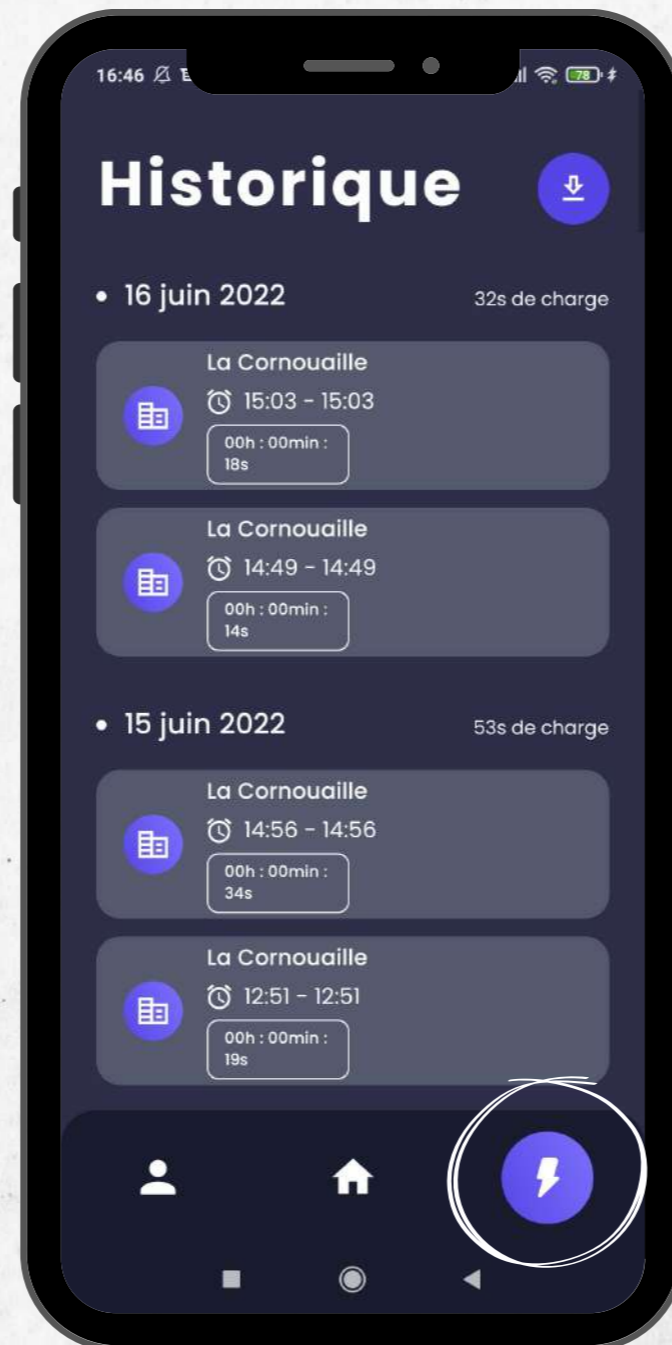 16:46
78
Historique
• 16 juin 2022
32s de charge
La Cornouaille
15:03 - 15:03
00h : 00min :
18s
La Cornouaille
14:49 - 14:49
00h : 00min :
14s
• 15 juin 2022
53s de charge
La Cornouaille
14:56 - 14:56
00h : 00min :
34s
La Cornouaille
12:51 - 12:51
00h : 00min :
19s